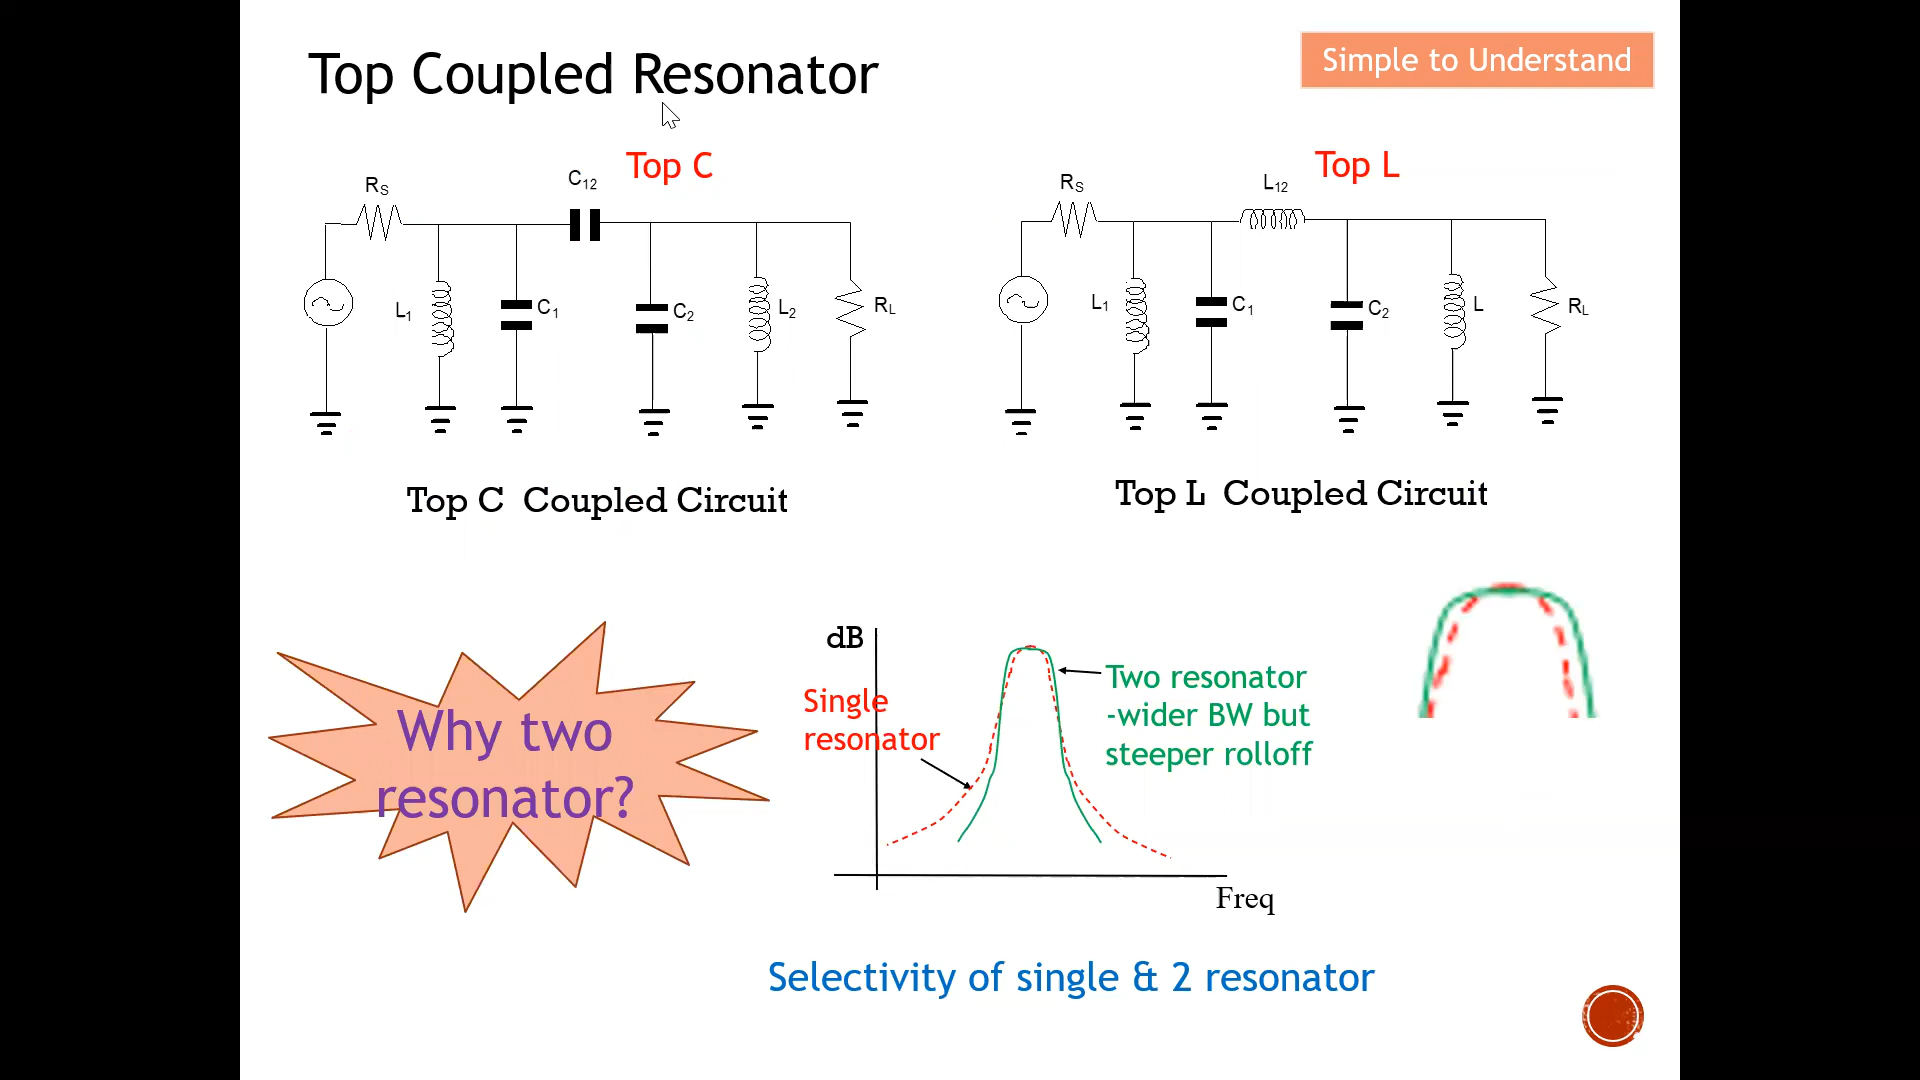 Top Coupled Resonator
Simple to Understand
Top C
C12
RS
L1
C1
C2
L2
RL
Top L
RS
L12
L1
C1
C2
L
RL
Top C Coupled Circuit
Top L Coupled Circuit
Why two
resonator?
dB
Single
resonator
Two resonator
-wider BW but
steeper rolloff
Freq
Selectivity of single & 2 resonator